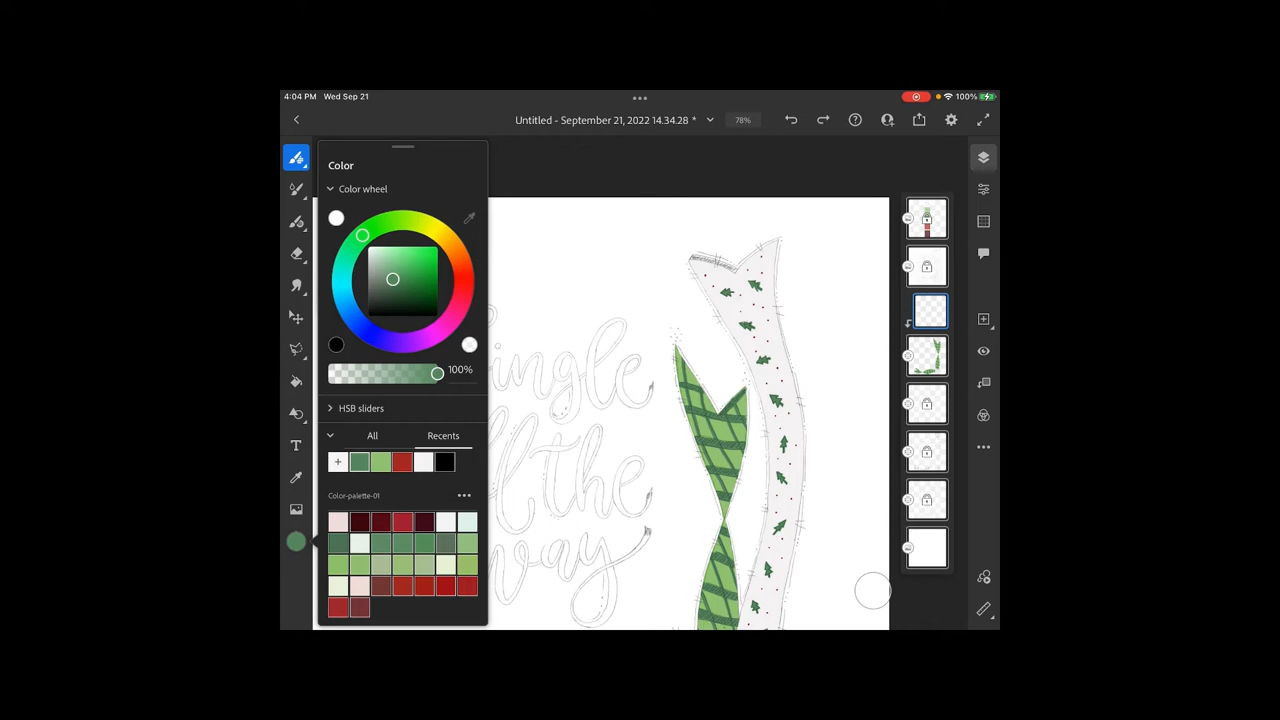 4:04 PM Wed Sep 21
100%
Untitled - September 21, 2022 14.34.28 *
78%
Color
Color wheel
100%
HSB sliders
All
Recents
Color-palette-01
ingle
the
way